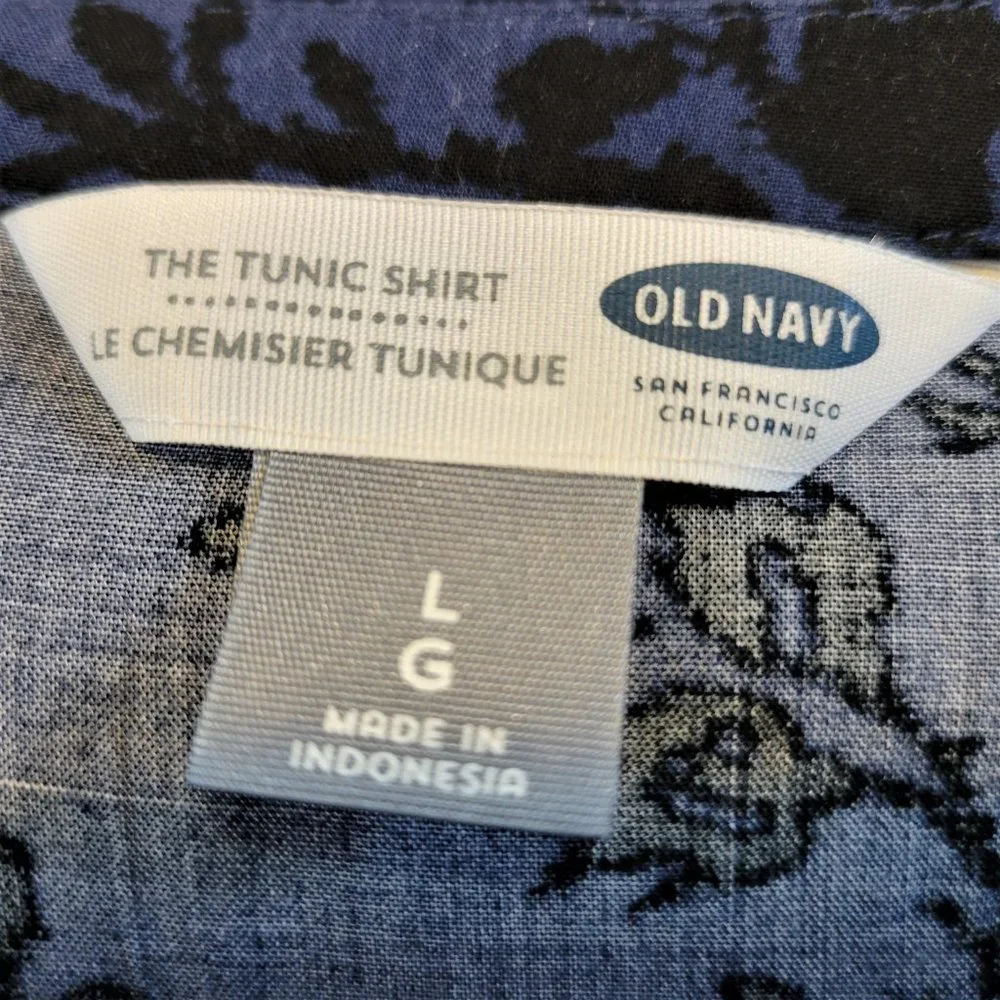 THE TUNIC SHIRT
LE CHEMISIER TUNIQUE
OLD NAVY
SAN FRANCISCO
CALIFORNIA
L
G
MADE IN
INDONESIA